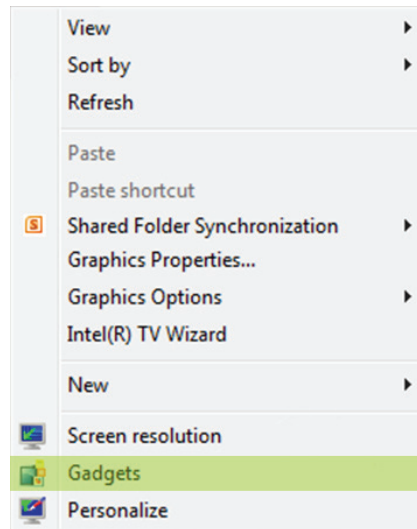 View
Sort by
Refresh
Paste
Paste shortcut
S Shared Folder Synchronization
Graphics Properties...
Graphics Options
Intel(R) TV Wizard
New
Screen resolution
Gadgets
Personalize